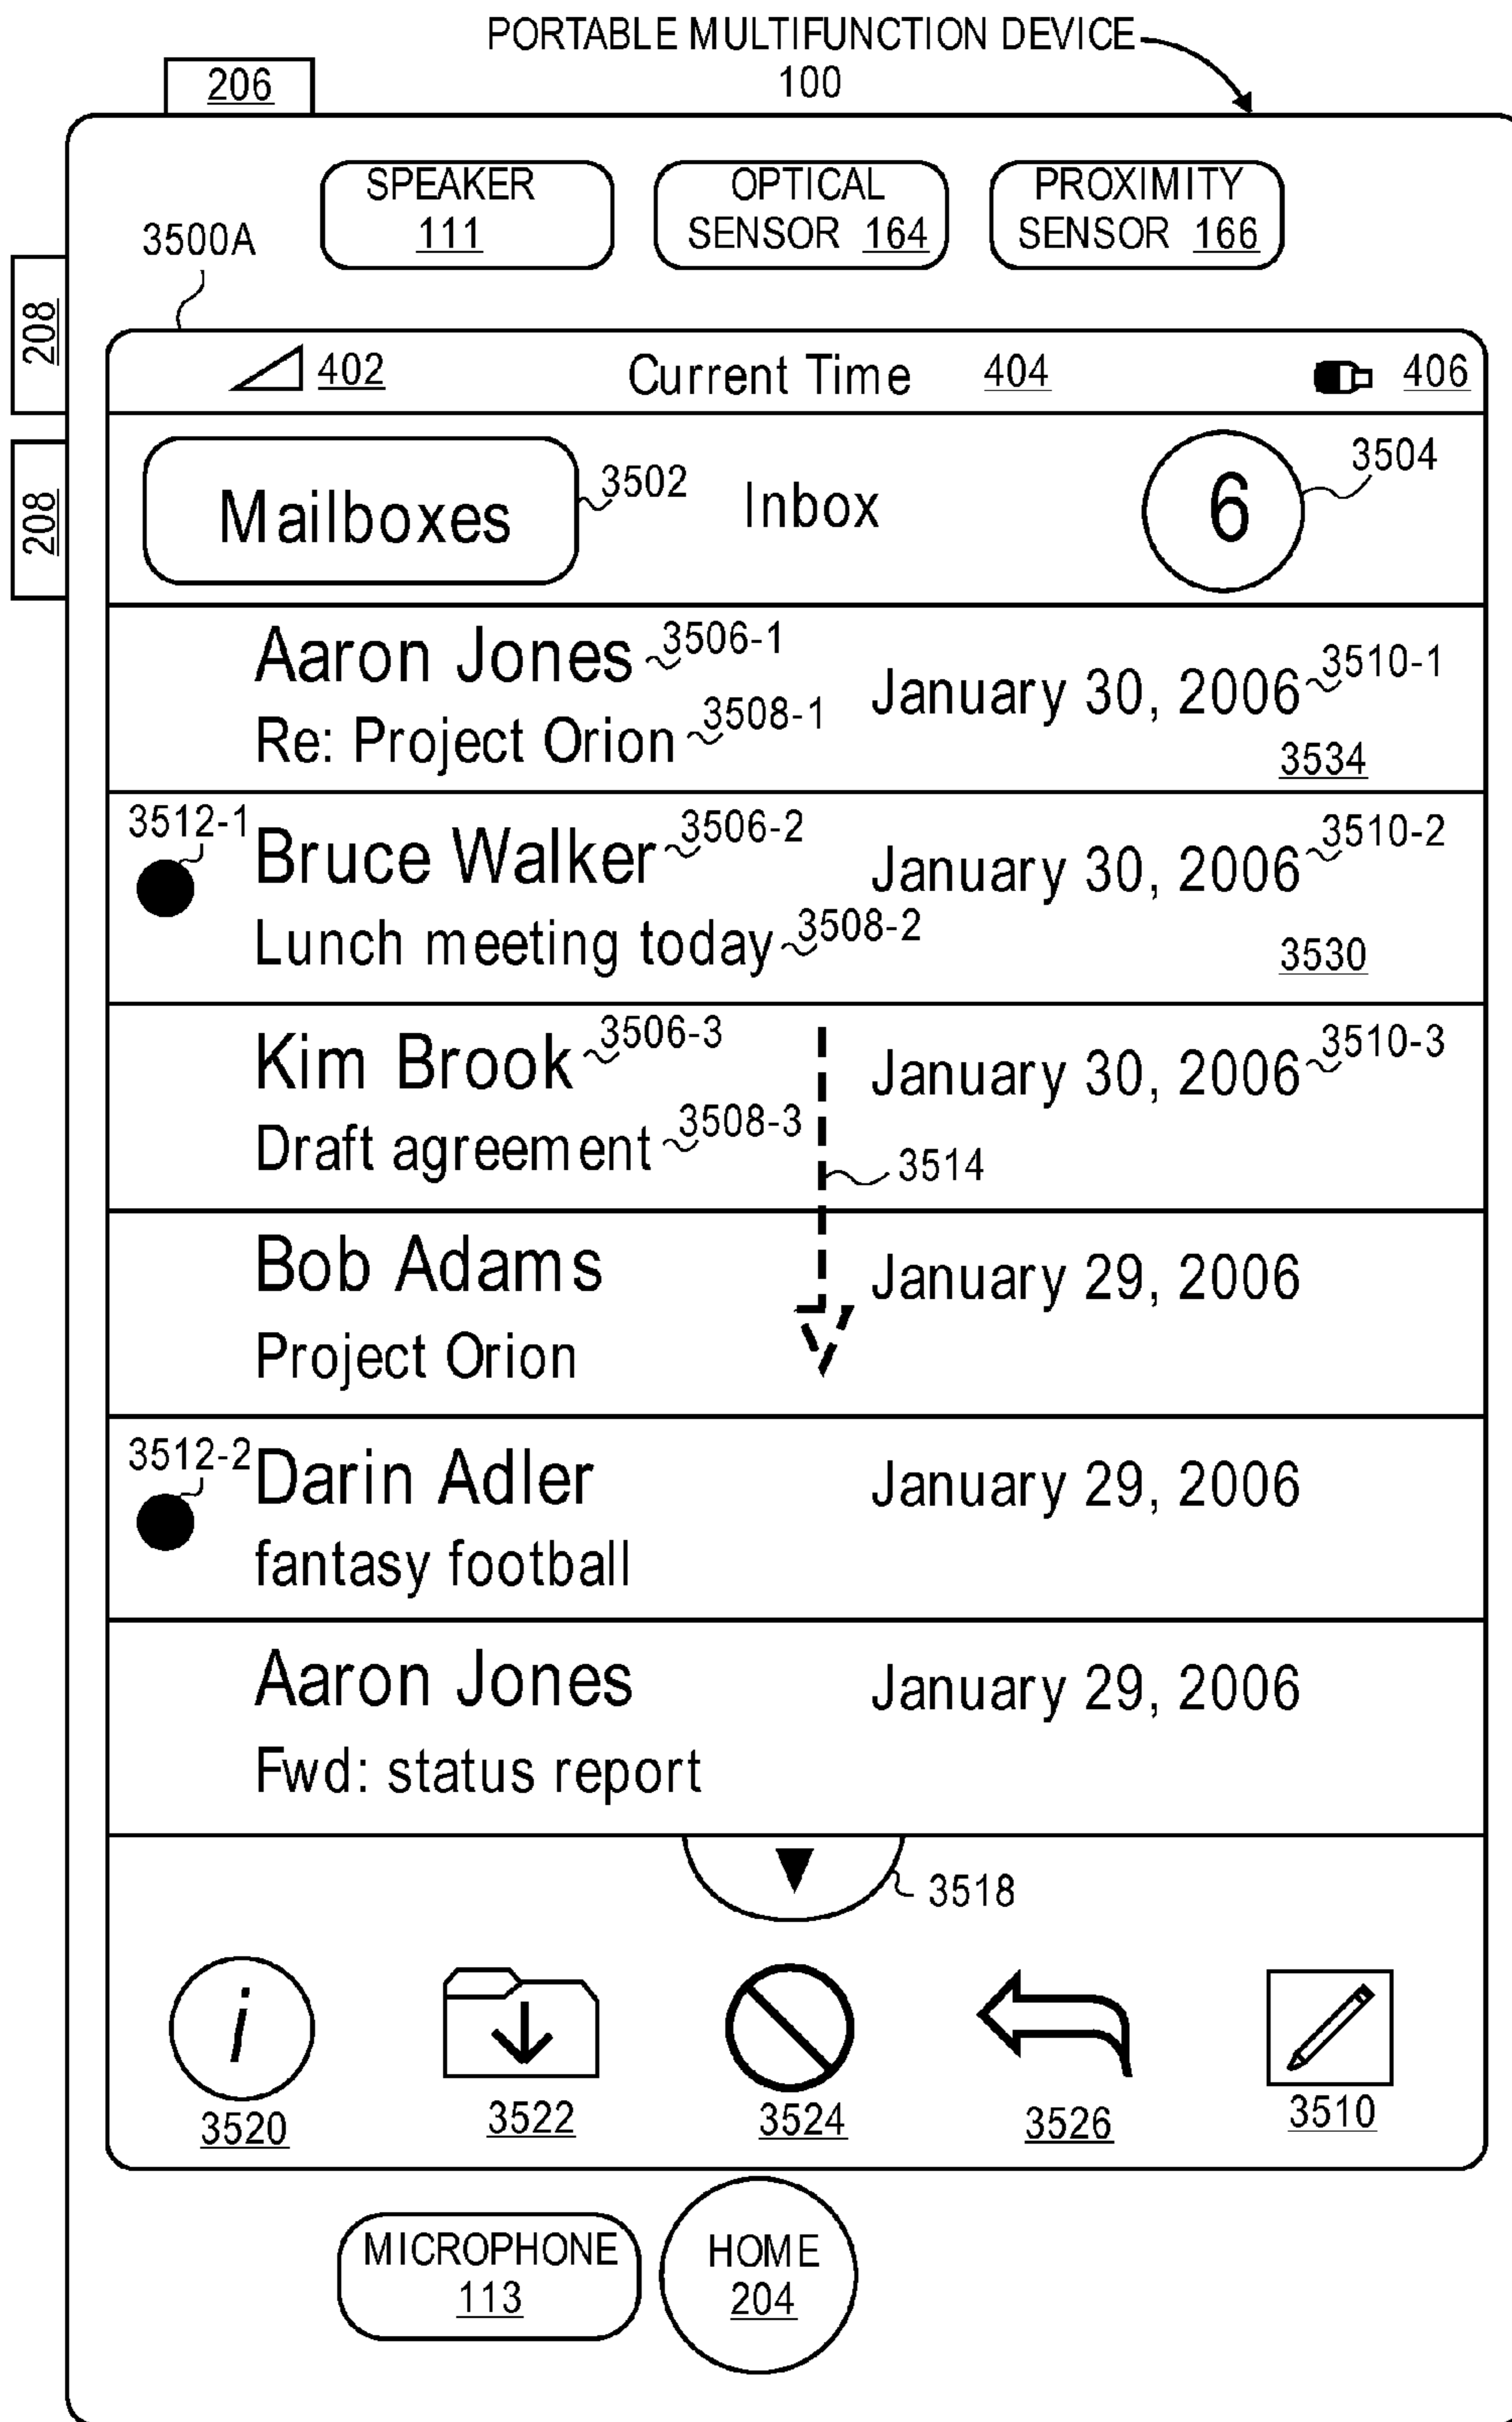 PORTABLE MULTIFUNCTION DEVICE
100
206
SPEAKER
111
OPTICAL
SENSOR 164
PROXIMITY
SENSOR 166
3500A
208
402
Current Time 404
406
208
Mailboxes
3502
Inbox
6
3504
Aaron Jones 3506-1
January 30, 2006 3510-1
Re: Project Orion 3508-1
3534
3512-1
Bruce Walker 3506-2
January 30, 2006 3510-2
Lunch meeting today 3508-2
3530
Kim Brook 3506-3
January 30, 2006 3510-3
Draft agreement 3508-3
3514
Bob Adams
January 29, 2006
Project Orion
3512-2
Darin Adler
January 29, 2006
fantasy football
Aaron Jones
January 29, 2006
Fwd: status report
3518
i
3520
3522
3524
3526
3510
MICROPHONE
113
HOME
204